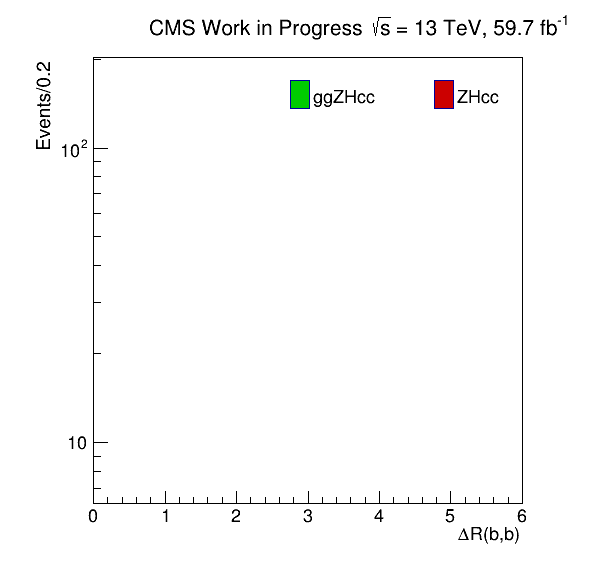 CMS Work in Progress √s = 13 TeV, 59.7 fb⁻¹
Events/0.2
ggZHcc ZHcc
10²
10
0 1 2 3 4 5 6
ΔR(b,b)